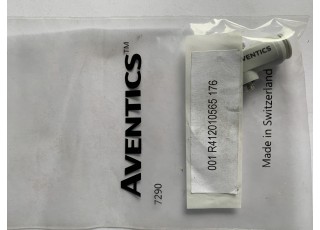 AVENTICS™
7290
001 R412010565 176
AVENTICS
Made in Switzerland